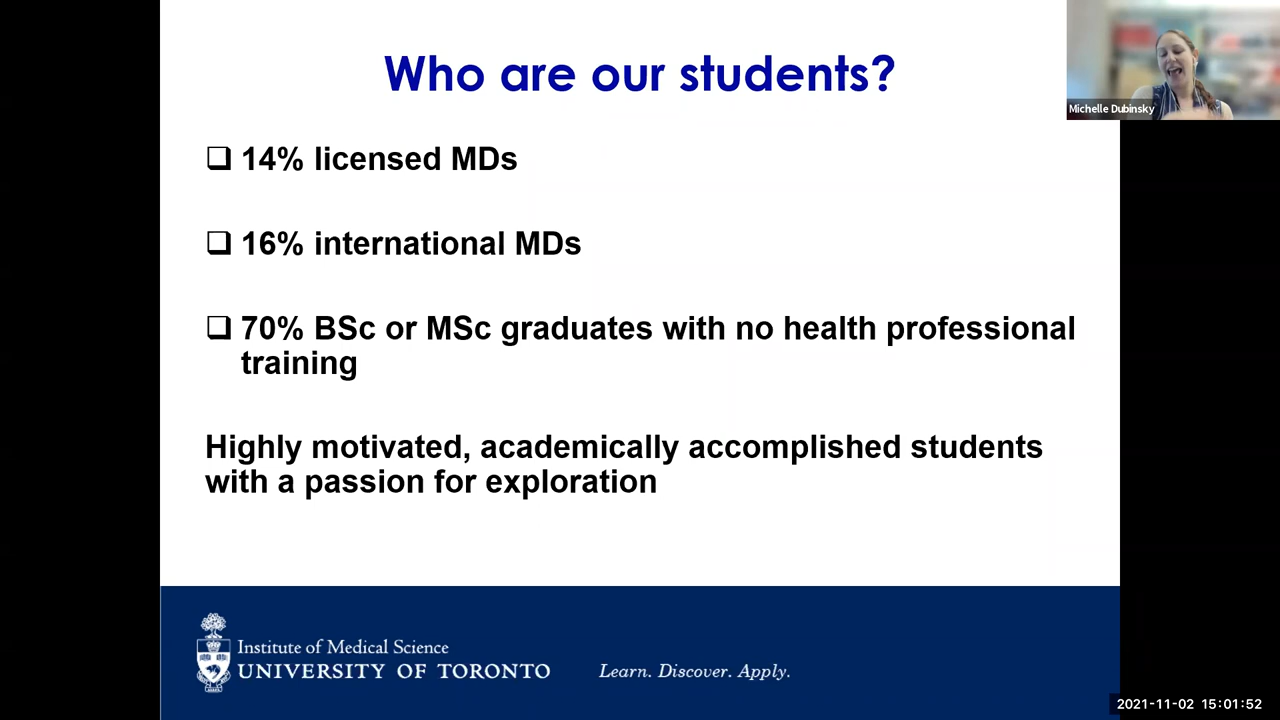 Who are our students?
Michelle Dubinsky
14% licensed MDs
16% international MDs
70% BSc or MSc graduates with no health professional
training
Highly motivated, academically accomplished students
with a passion for exploration
Institute of Medical Science
UNIVERSITY OF TORONTO
Learn. Discover. Apply.
2021-11-02 15:01:52